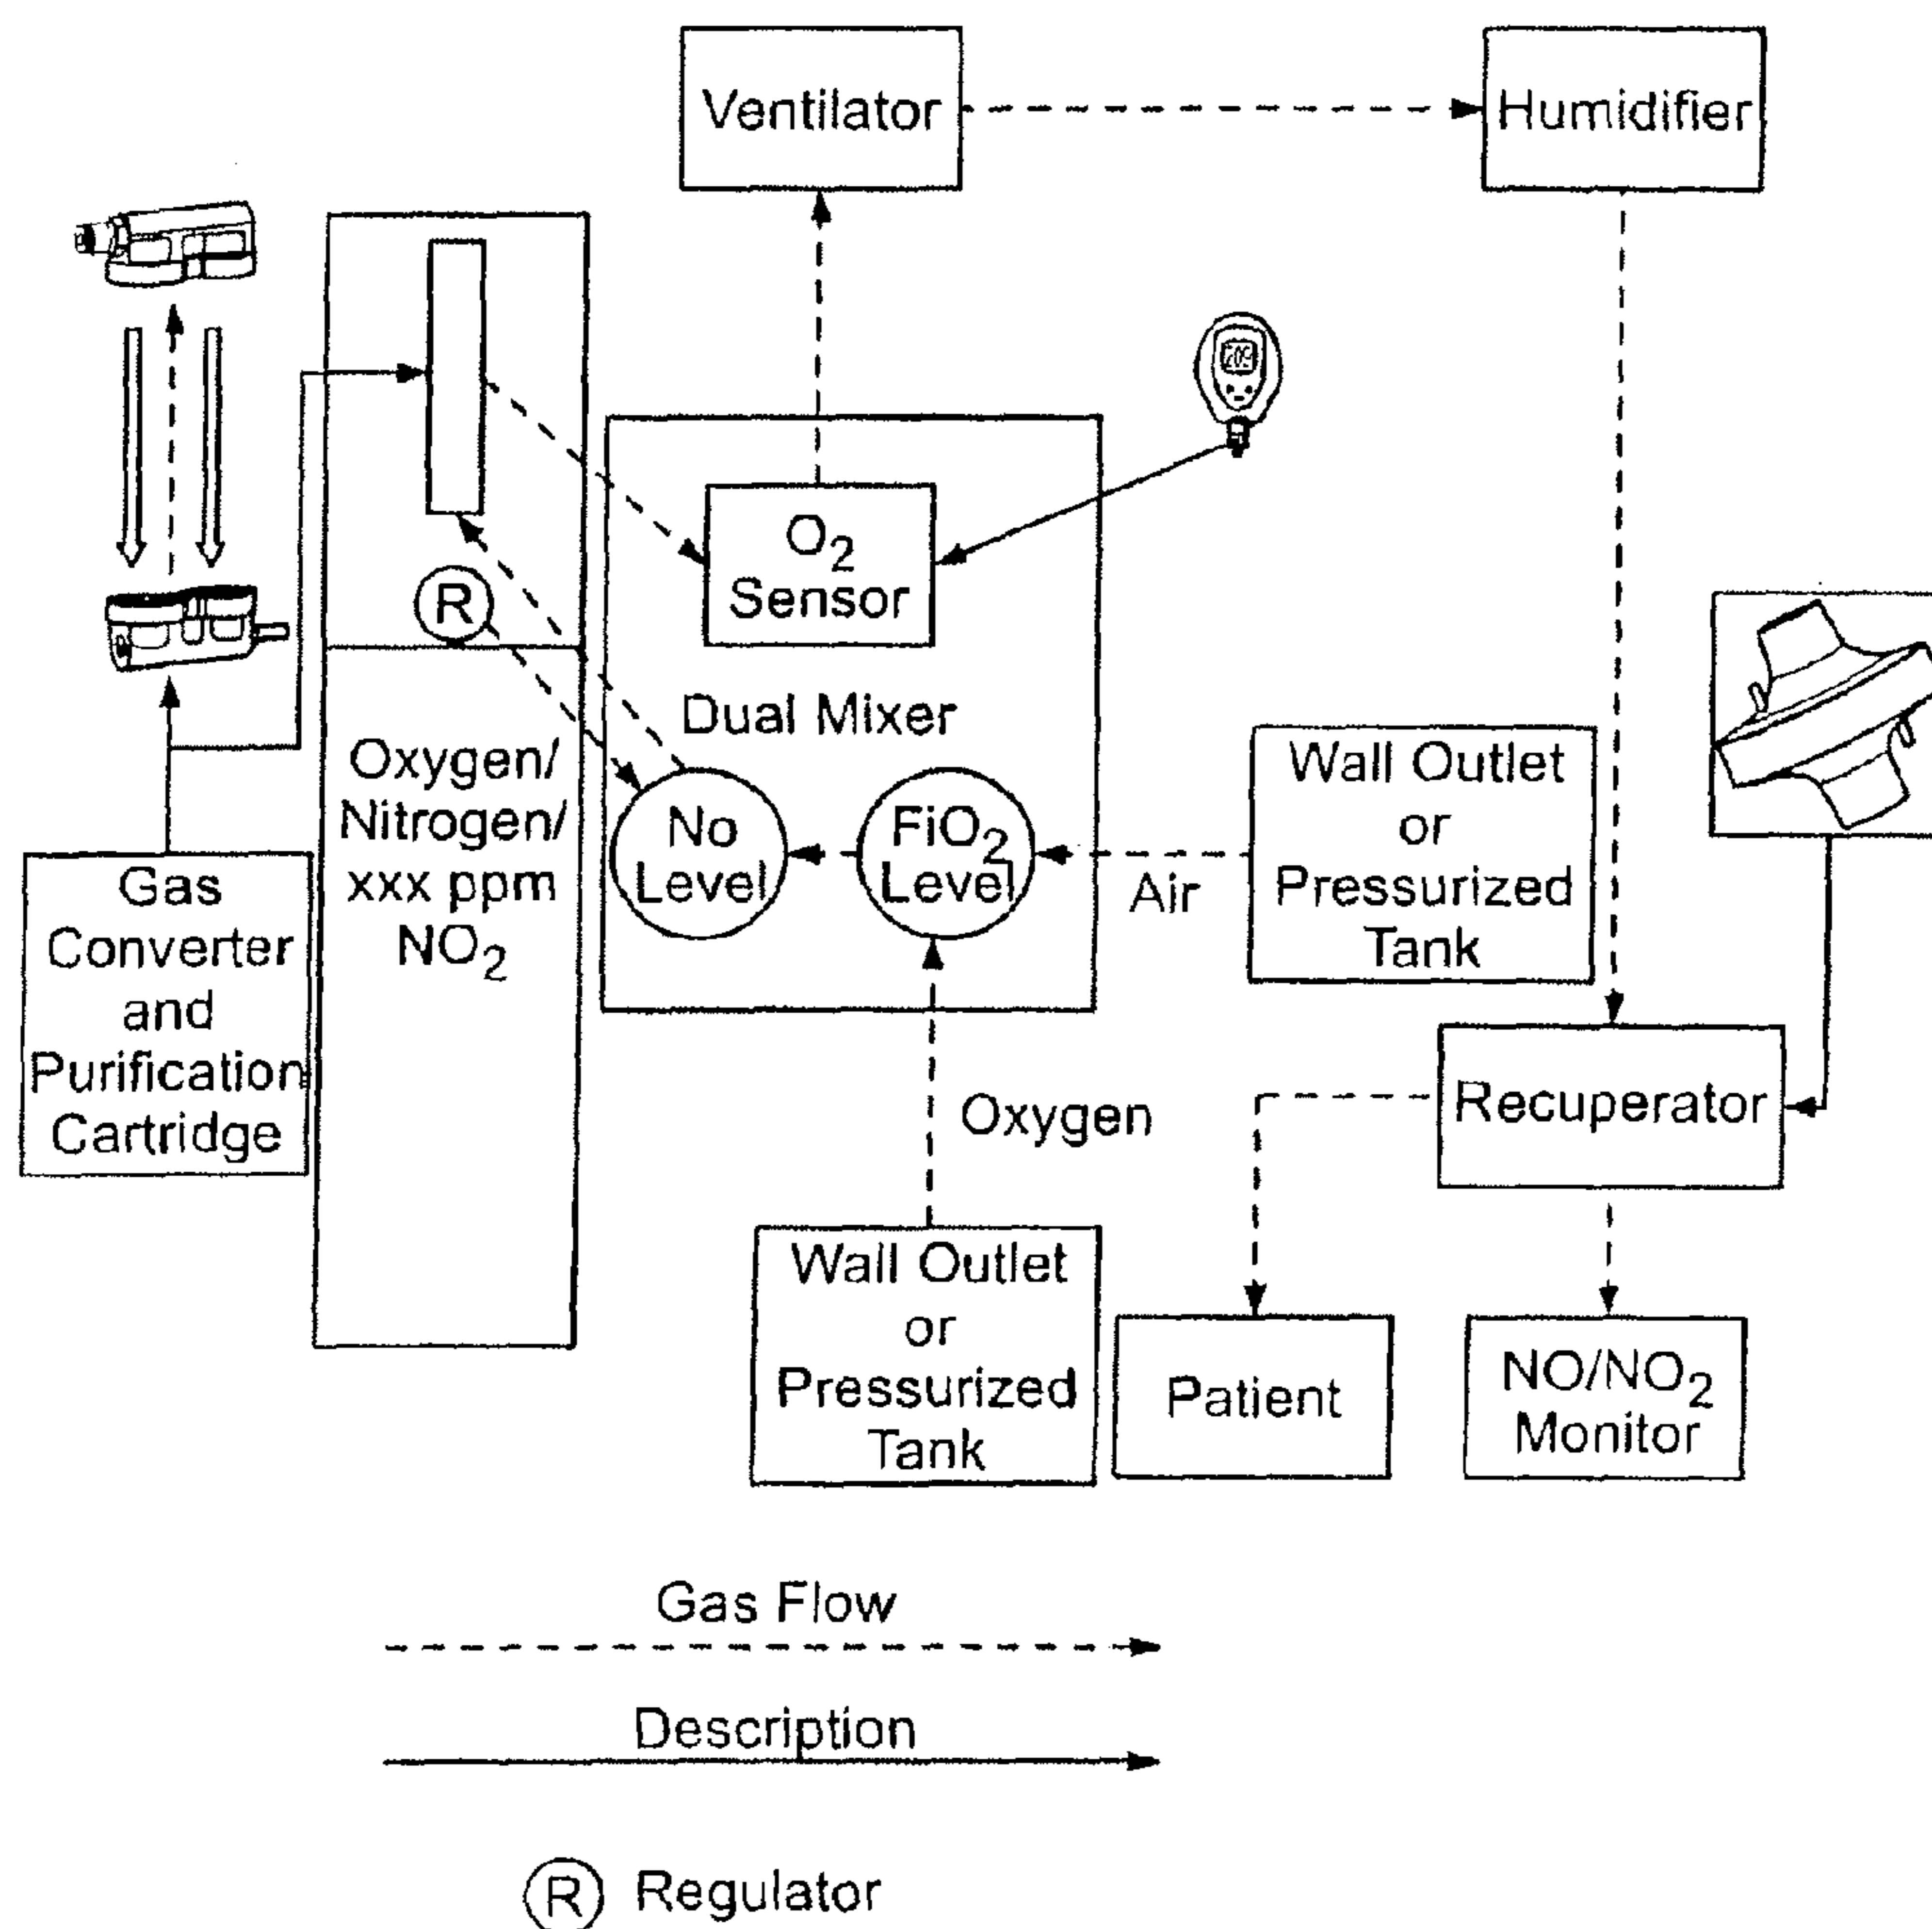 Ventilator
Humidifier
O2
Sensor
Dual Mixer
Oxygen/
Nitrogen/
xxx ppm
NO2
No
Level
FiO2
Level
Air
Wall Outlet
or
Pressurized
Tank
Gas
Converter
and
Purification
Cartridge
Oxygen
Recuperator
Wall Outlet
or
Pressurized
Tank
Patient
NO/NO2
Monitor
R
Gas Flow
Description
R Regulator